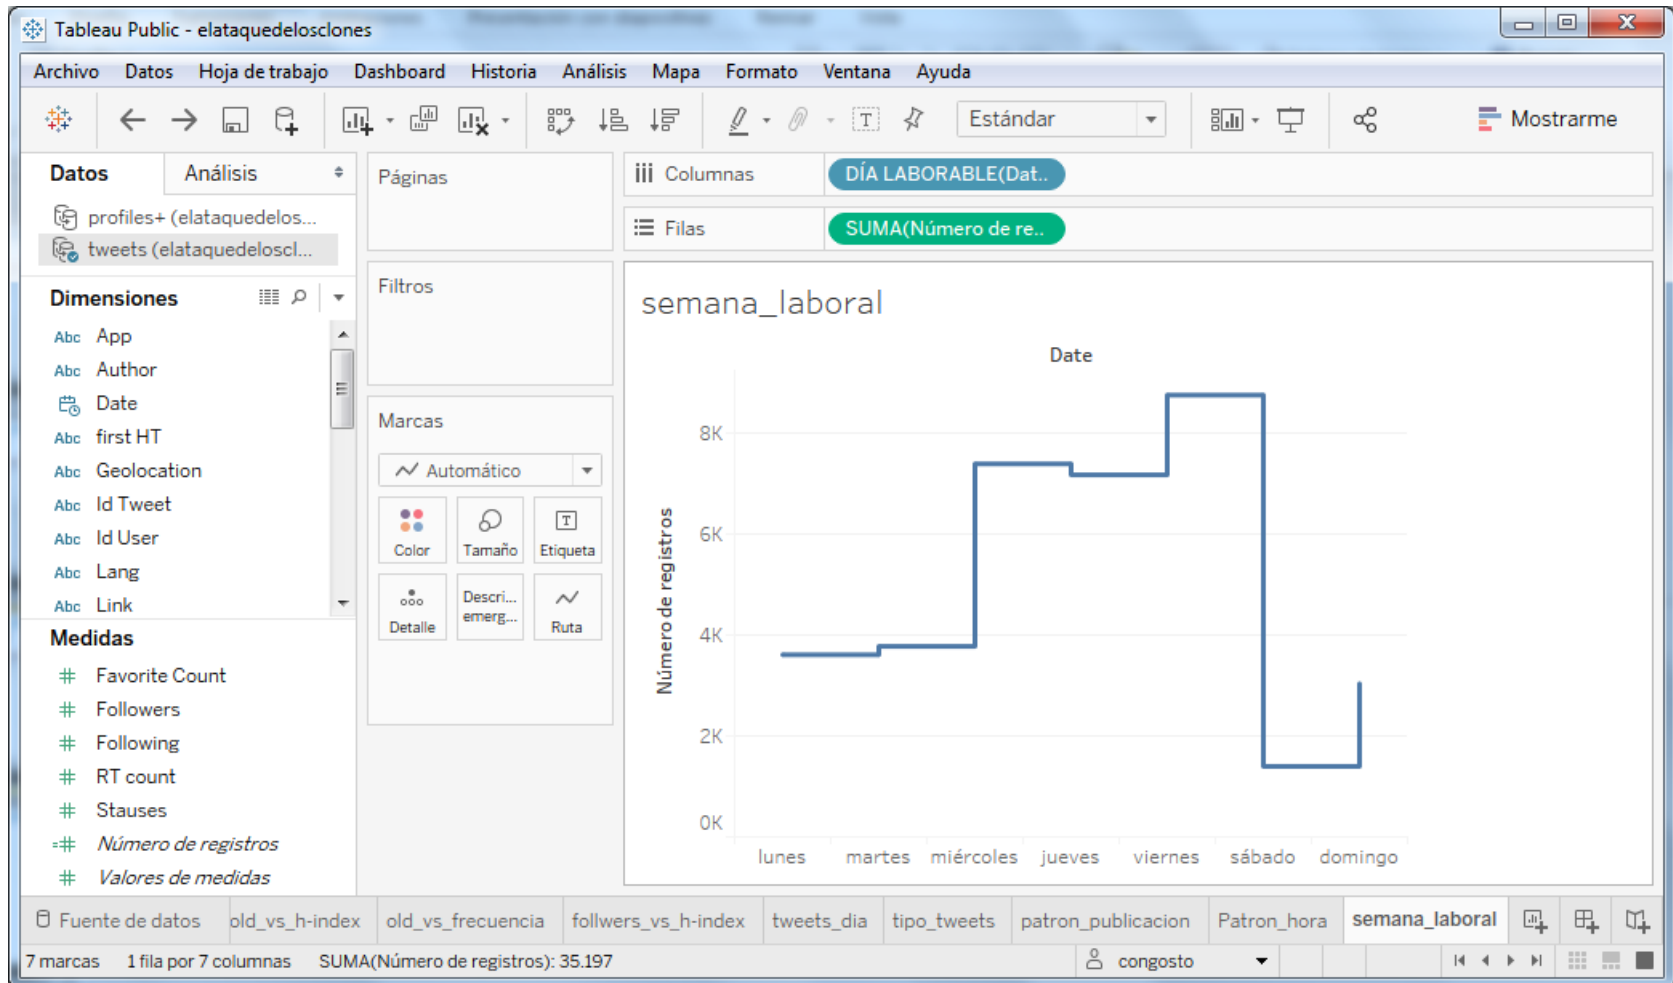 Tableau Public - elataquedelosclones
Archivo Datos Hoja de trabajo Dashboard Historia Análisis Mapa Formato Ventana Ayuda
Estándar
Mostrarme
Datos Análisis
profiles+ (elataquedelos...
tweets (elataquedeloscl...
Dimensiones
Abc App
Abc Author
Date
Abc first HT
Abc Geolocation
Abc Id Tweet
Abc Id User
Abc Lang
Abc Link
Medidas
# Favorite Count
# Followers
# Following
# RT count
# Stauses
=# Número de registros
# Valores de medidas
Páginas
Filtros
Marcas
Automático
Color Tamaño Etiqueta
T
Detalle Descri... emerg... Ruta
Columnas DÍA LABORABLE(Dat..
Filas SUMA(Número de re..
semana_laboral
Date
Número de registros
8K
6K
4K
2K
0K
lunes martes miércoles jueves viernes sábado domingo
Fuente de datos old_vs_h-index old_vs_frecuencia follwers_vs_h-index tweets_dia tipo_tweets patron_publicacion Patron_hora semana_laboral
7 marcas 1 fila por 7 columnas SUMA(Número de registros): 35.197 congosto